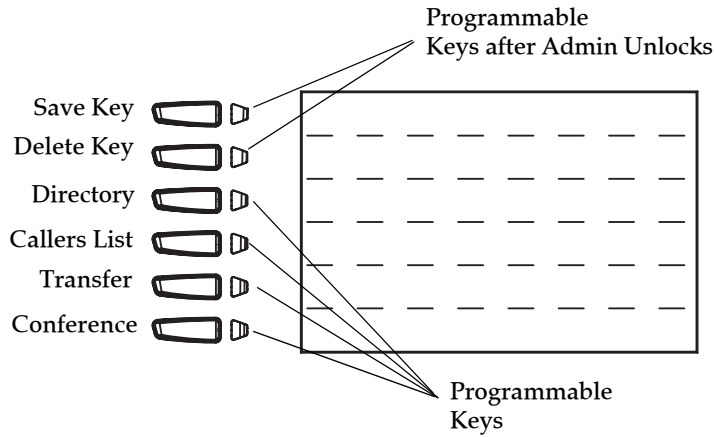 Programmable
Keys after Admin Unlocks
Save Key
Delete Key
Directory
Callers List
Transfer
Conference
Programmable
Keys